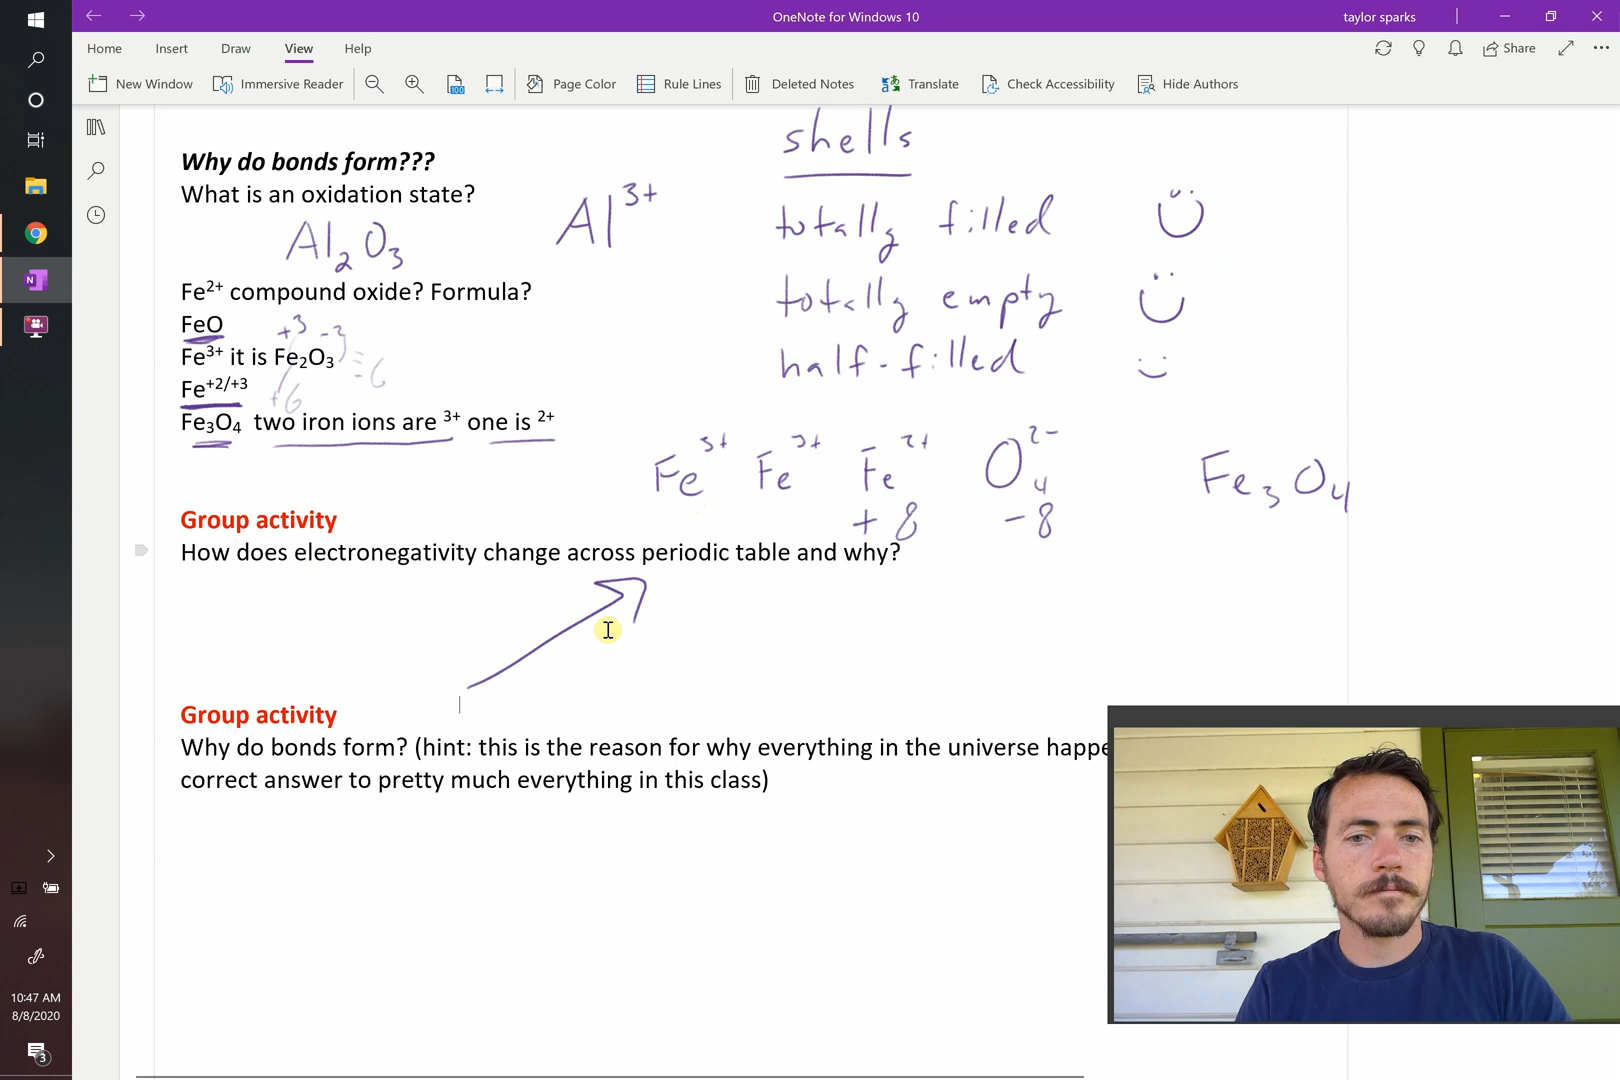 OneNote for Windows 10
taylor sparks
Home Insert Draw View Help
Share
New Window Immersive Reader 100 Page Color Rule Lines Deleted Notes Translate Check Accessibility Hide Authors
shells
Why do bonds form???
What is an oxidation state?
Al³⁺
totally filled
Al₂O₃
Fe²⁺ compound oxide? Formula?
totally empty
FeO
+3
Fe³⁺ it is Fe₂O₃
half-filled
Fe⁺²/⁺³
+6
Fe₃O₄ two iron ions are ³⁺ one is ²⁺
Fe³⁺ Fe³⁺ Fe²⁺ O₄²⁻ Fe₃O₄
+8 -8
Group activity
How does electronegativity change across periodic table and why?
Group activity
Why do bonds form? (hint: this is the reason for why everything in the universe happe
correct answer to pretty much everything in this class)
10:47 AM
8/8/2020
3